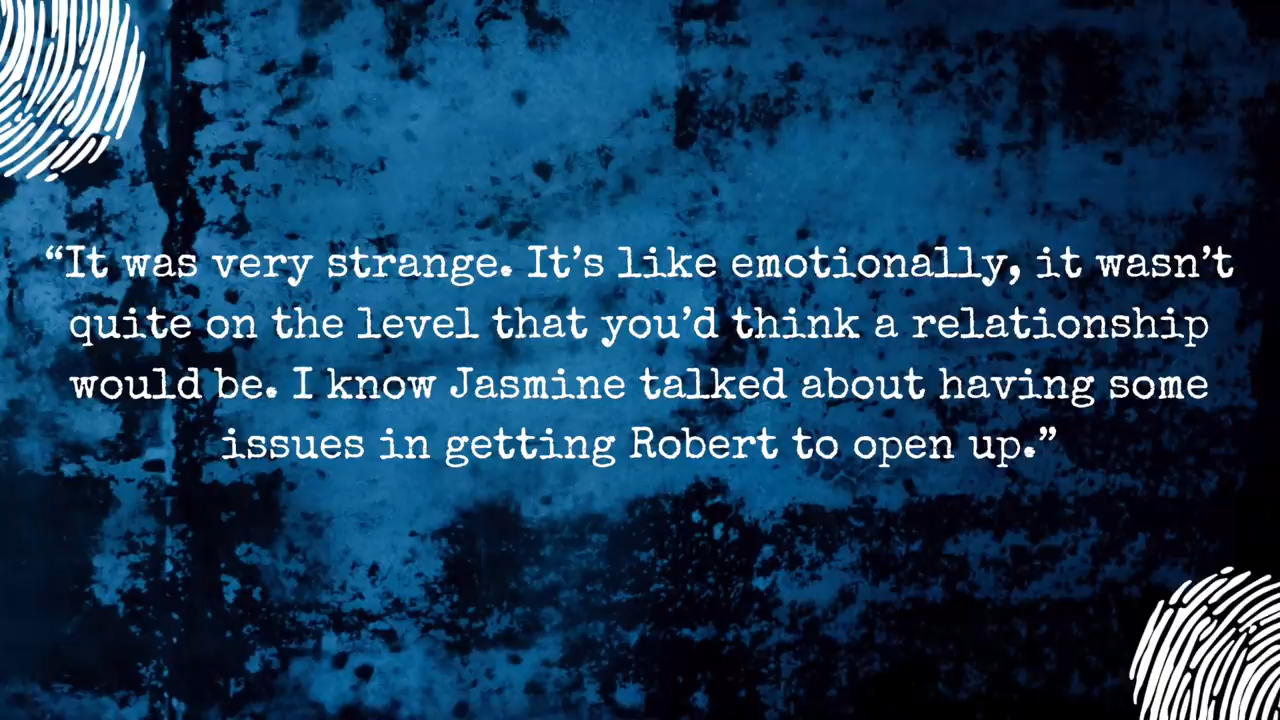 “It was very strange. It’s like emotionally, it wasn’t
quite on the level that you’d think a relationship
would be. I know Jasmine talked about having some
issues in getting Robert to open up.”